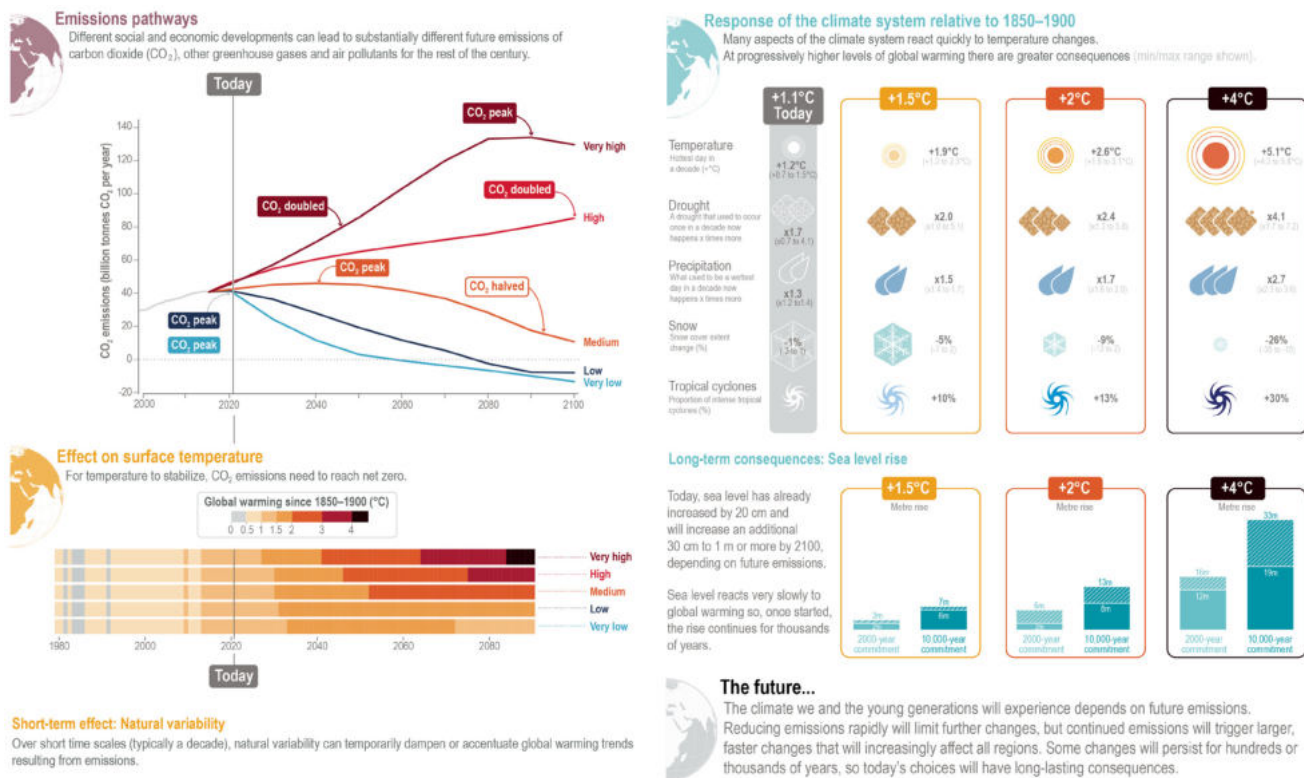 Emissions pathways
Different social and economic developments can lead to substantially different future emissions of
carbon dioxide (CO₂), other greenhouse gases and air pollutants for the rest of the century.
Today
CO₂ emissions (billion tonnes CO₂ per year)
140
120
100
80
60
40
20
0
-20
2000
2020
2040
2060
2080
2100
CO₂ peak
Very high
CO₂ doubled
CO₂ doubled
High
CO₂ peak
CO₂ halved
Medium
CO₂ peak
CO₂ peak
Low
Very low
Effect on surface temperature
For temperature to stabilize, CO₂ emissions need to reach net zero.
Global warming since 1850–1900 (°C)
0 0.5 1 1.5 2 3 4
Very high
High
Medium
Low
Very low
1980
2000
2020
2040
2060
2080
Today
Short-term effect: Natural variability
Over short time scales (typically a decade), natural variability can temporarily dampen or accentuate global warming trends
resulting from emissions.
Response of the climate system relative to 1850–1900
Many aspects of the climate system react quickly to temperature changes.
At progressively higher levels of global warming there are greater consequences (min/max range shown).
+1.1°C
Today
+1.5°C
+2°C
+4°C
Temperature
Hottest day in
a decade (+°C)
+1.2°C
+1.9°C
+2.6°C
+5.1°C
Drought
A drought that used to occur
once in a decade now
happens x times more
x1.7
(x0.7 to 4.1)
x2.0
x2.4
x4.1
Precipitation
What used to be a wettest
day in a decade now
happens x times more
x1.3
x1.5
x1.7
x2.7
Snow
Snow cover extent
change (%)
-1%
-5%
-9%
-26%
Tropical cyclones
Proportion of intense tropical
cyclones (%)
+10%
+13%
+30%
Long-term consequences: Sea level rise
Today, sea level has already
increased by 20 cm and
will increase an additional
30 cm to 1 m or more by 2100,
depending on future emissions.
Sea level reacts very slowly to
global warming so, once started,
the rise continues for thousands
of years.
+1.5°C
Metre rise
3m
7m
6m
2000-year
commitment
10,000-year
commitment
+2°C
Metre rise
6m
13m
8m
2000-year
commitment
10,000-year
commitment
+4°C
Metre rise
16m
12m
33m
19m
2000-year
commitment
10,000-year
commitment
The future...
The climate we and the young generations will experience depends on future emissions.
Reducing emissions rapidly will limit further changes, but continued emissions will trigger larger,
faster changes that will increasingly affect all regions. Some changes will persist for hundreds or
thousands of years, so today's choices will have long-lasting consequences.